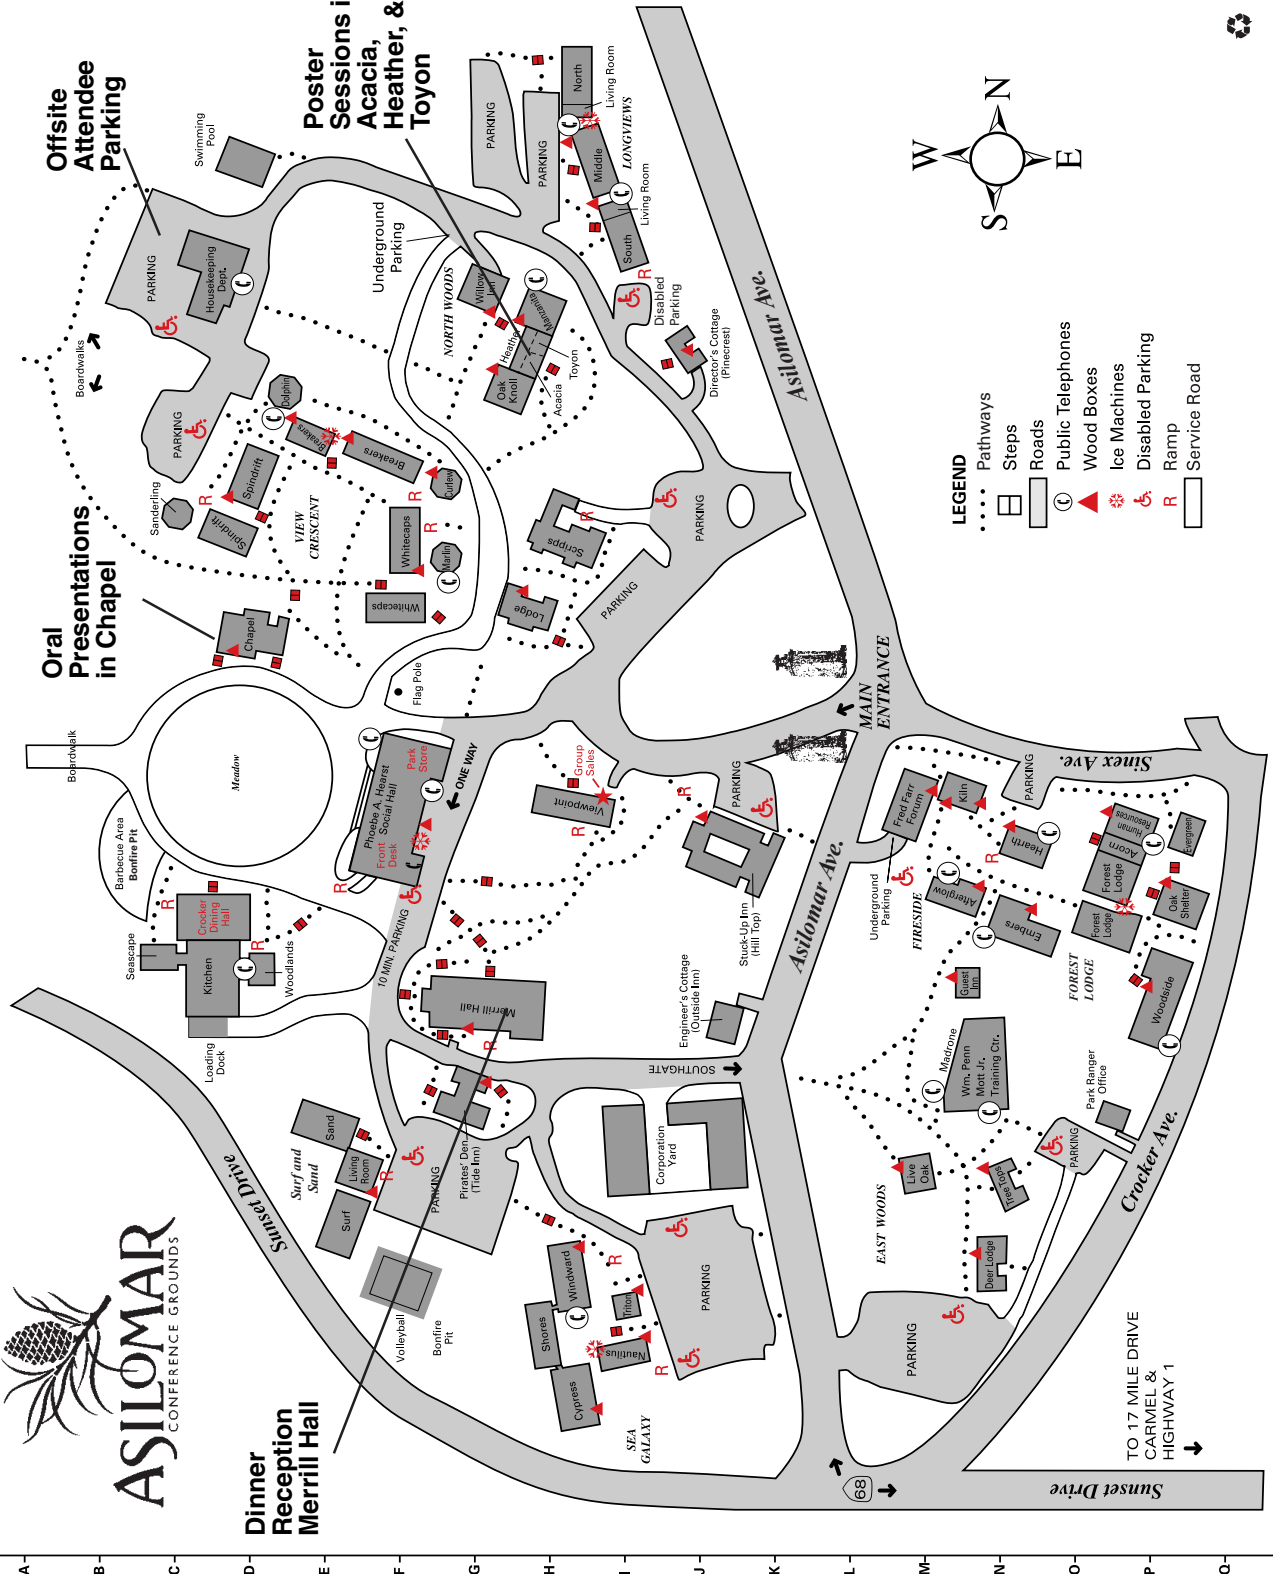 ASILOMAR
CONFERENCE GROUNDS
Offsite
Attendee
Parking
Poster
Sessions i
Acacia,
Heather, &
Toyon
Oral
Presentations
in Chapel
Dinner
Reception
Merrill Hall
Swimming
Pool
PARKING
Housekeeping
Dept.
Boardwalks
PARKING
Underground
Parking
PARKING
PARKING
North
Living Room
LONGVIEWS
Middle
Living Room
South
R
Disabled
Parking
Director's Cottage
(Pinecrest)
NORTH WOODS
Willow
Inn
Manzanita
Heather
Toyon
Acacia
Oak
Knoll
Dolphin
Breakers
Breakers
Curlew
R
Spindrift
Spindrift
R
Sanderling
VIEW
CRESCENT
Whitecaps
R
Marlin
Whitecaps
Chapel
Scripps
R
Lodge
PARKING
PARKING
Flag Pole
Asilomar Ave.
W
N
S
E
LEGEND
Pathways
Steps
Roads
Public Telephones
Wood Boxes
Ice Machines
Disabled Parking
R
Ramp
Service Road
MAIN
ENTRANCE
Boardwalk
Meadow
Barbecue Area
Bonfire Pit
Phoebe A. Hearst
Social Hall
Park
Store
Front
Desk
R
ONE WAY
10 MIN. PARKING
Group
Sales
Viewpoint
R
R
PARKING
Stuck-Up Inn
(Hill Top)
Crocker
Dining
Hall
R
R
Seascape
Kitchen
Woodlands
Loading
Dock
Merrill Hall
R
Engineer's Cottage
(Outside Inn)
SOUTHGATE
Asilomar Ave.
Sinex Ave.
PARKING
Fred Farr
Forum
Kiln
Hearth
R
Underground
Parking
FIRESIDE
Afterglow
Embers
Human
Resources
Acorn
Evergreen
Forest
Lodge
Forest
Lodge
Oak
Shelter
FOREST
LODGE
Woodside
Guest
Inn
Madrone
Wm. Penn
Mott Jr.
Training Ctr.
Park Ranger
Office
PARKING
Crocker Ave.
Live
Oak
Tree Tops
EAST WOODS
Deer Lodge
PARKING
Sunset Drive
Surf and
Sand
Sand
Living
Room
R
Surf
PARKING
Pirates' Den
(Tide Inn)
Corporation
Yard
Volleyball
Bonfire
Pit
Windward
R
Shores
Triton
Nautilus
R
Cypress
SEA
GALAXY
PARKING
68
TO 17 MILE DRIVE
CARMEL &
HIGHWAY 1
Sunset Drive
A
B
C
D
E
F
G
H
I
J
K
L
M
N
O
P
Q